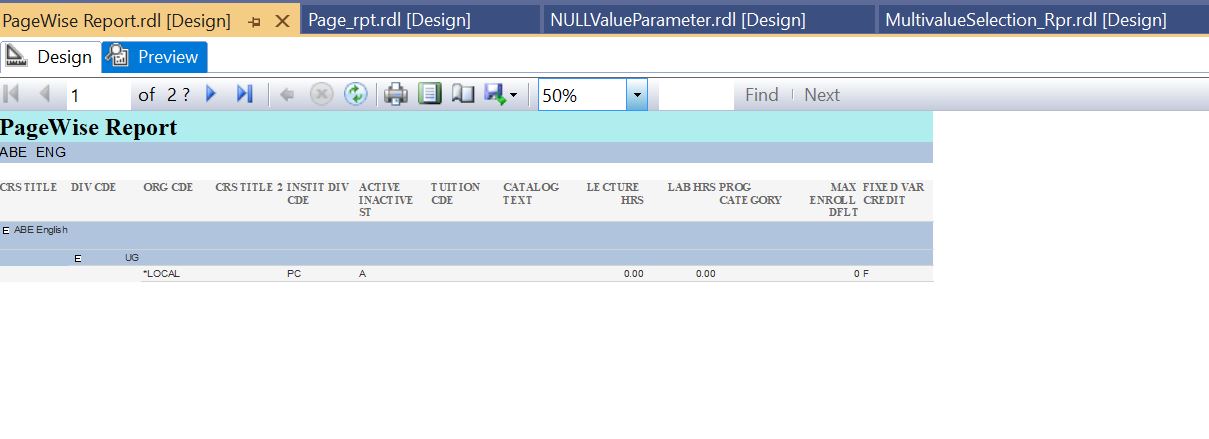 PageWise Report.rdl [Design] Page_rpt.rdl [Design] NULLValueParameter.rdl [Design] MultivalueSelection_Rpr.rdl [Design]
Design Preview
1 of 2 ? 50% Find Next
PageWise Report
ABE ENG
CRS TITLE DIV CDE ORG CDE CRS TITLE 2 INSTIT DIV ACTIVE TUITION CATALOG LECTURE LAB HRS PROG MAX FIXED VAR
CDE INACTIVE CDE TEXT HRS CATEGORY ENROLL CREDIT
ST DFLT
ABE English
UG
*LOCAL PC A 0.00 0.00 0 F